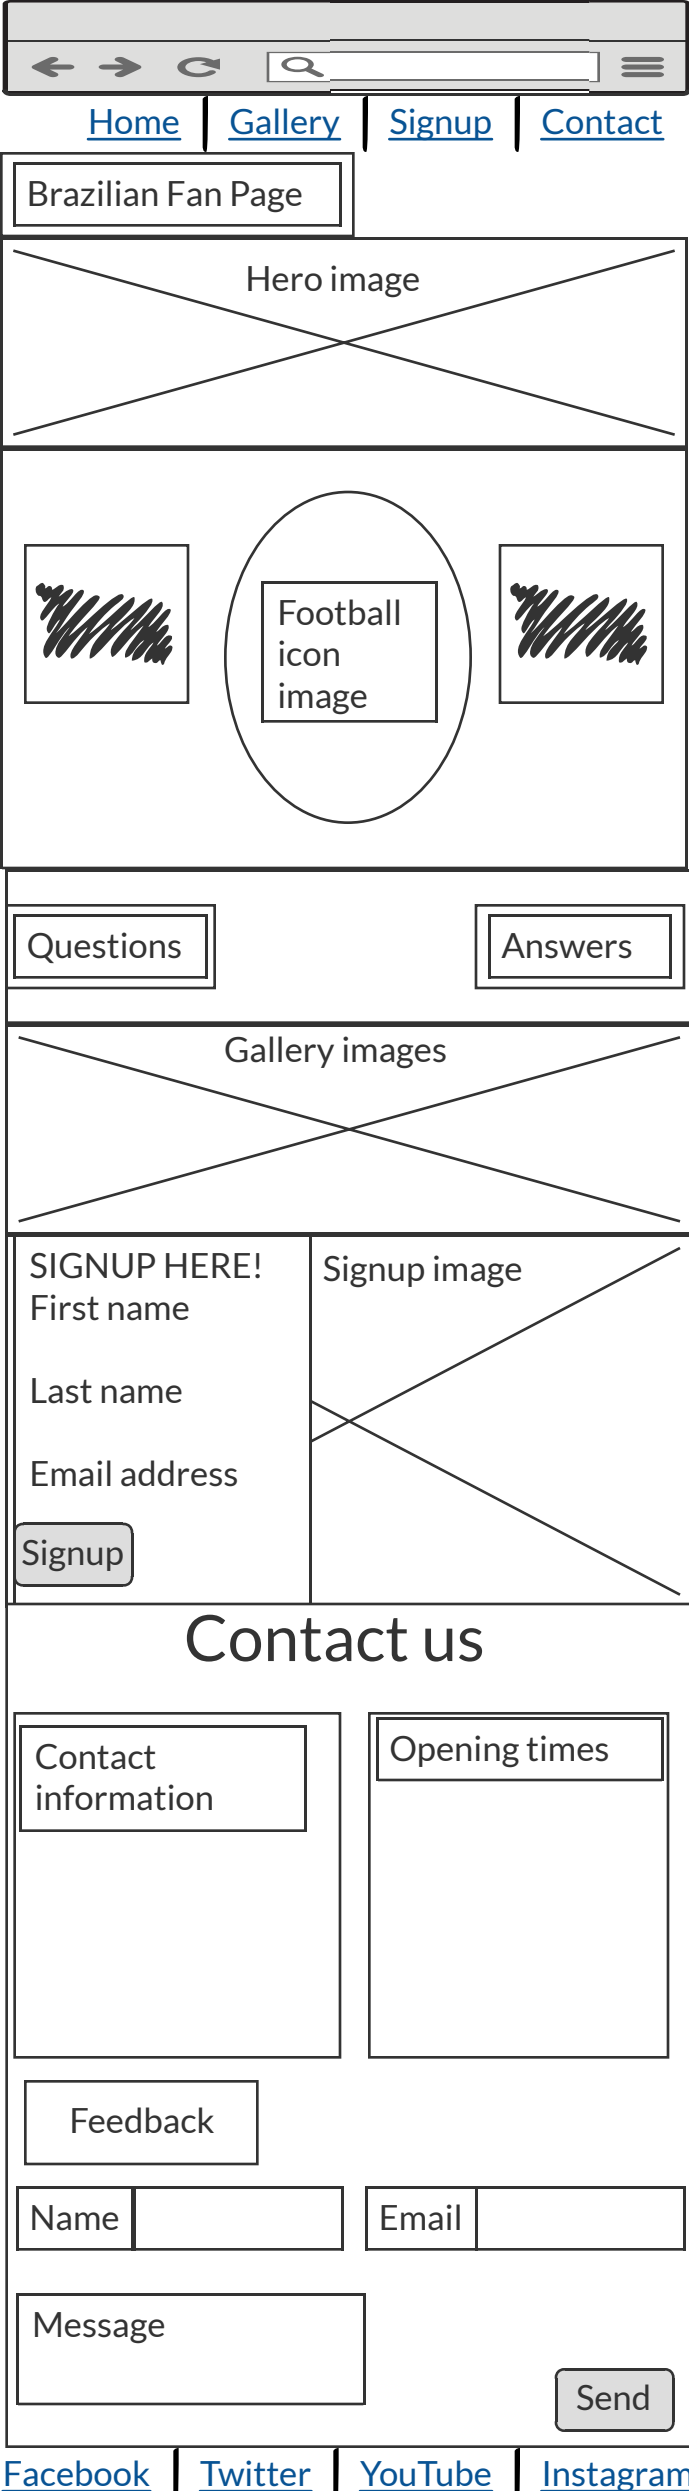 Home Gallery Signup Contact
Brazilian Fan Page
Hero image
Football
icon
image
Questions
Answers
Gallery images
SIGNUP HERE!
First name
Last name
Email address
Signup
Signup image
Contact us
Contact
information
Opening times
Feedback
Name
Email
Message
Send
Facebook Twitter YouTube Instagram